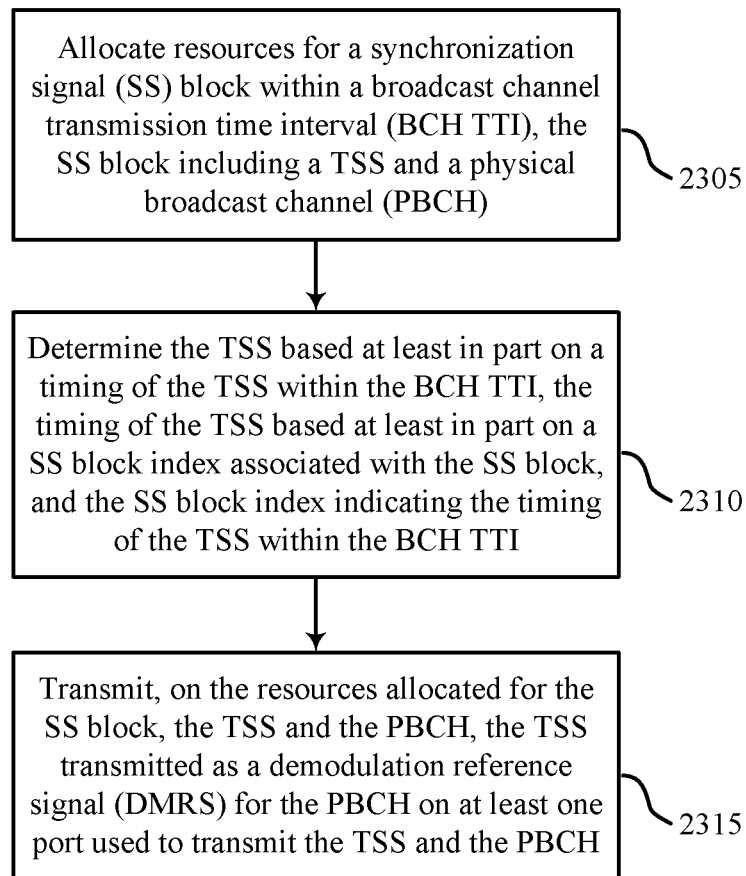 Allocate resources for a synchronization
signal (SS) block within a broadcast channel
transmission time interval (BCH TTI), the
SS block including a TSS and a physical
broadcast channel (PBCH)
2305
Determine the TSS based at least in part on a
timing of the TSS within the BCH TTI, the
timing of the TSS based at least in part on a
SS block index associated with the SS block,
and the SS block index indicating the timing
of the TSS within the BCH TTI
2310
Transmit, on the resources allocated for the
SS block, the TSS and the PBCH, the TSS
transmitted as a demodulation reference
signal (DMRS) for the PBCH on at least one
port used to transmit the TSS and the PBCH
2315